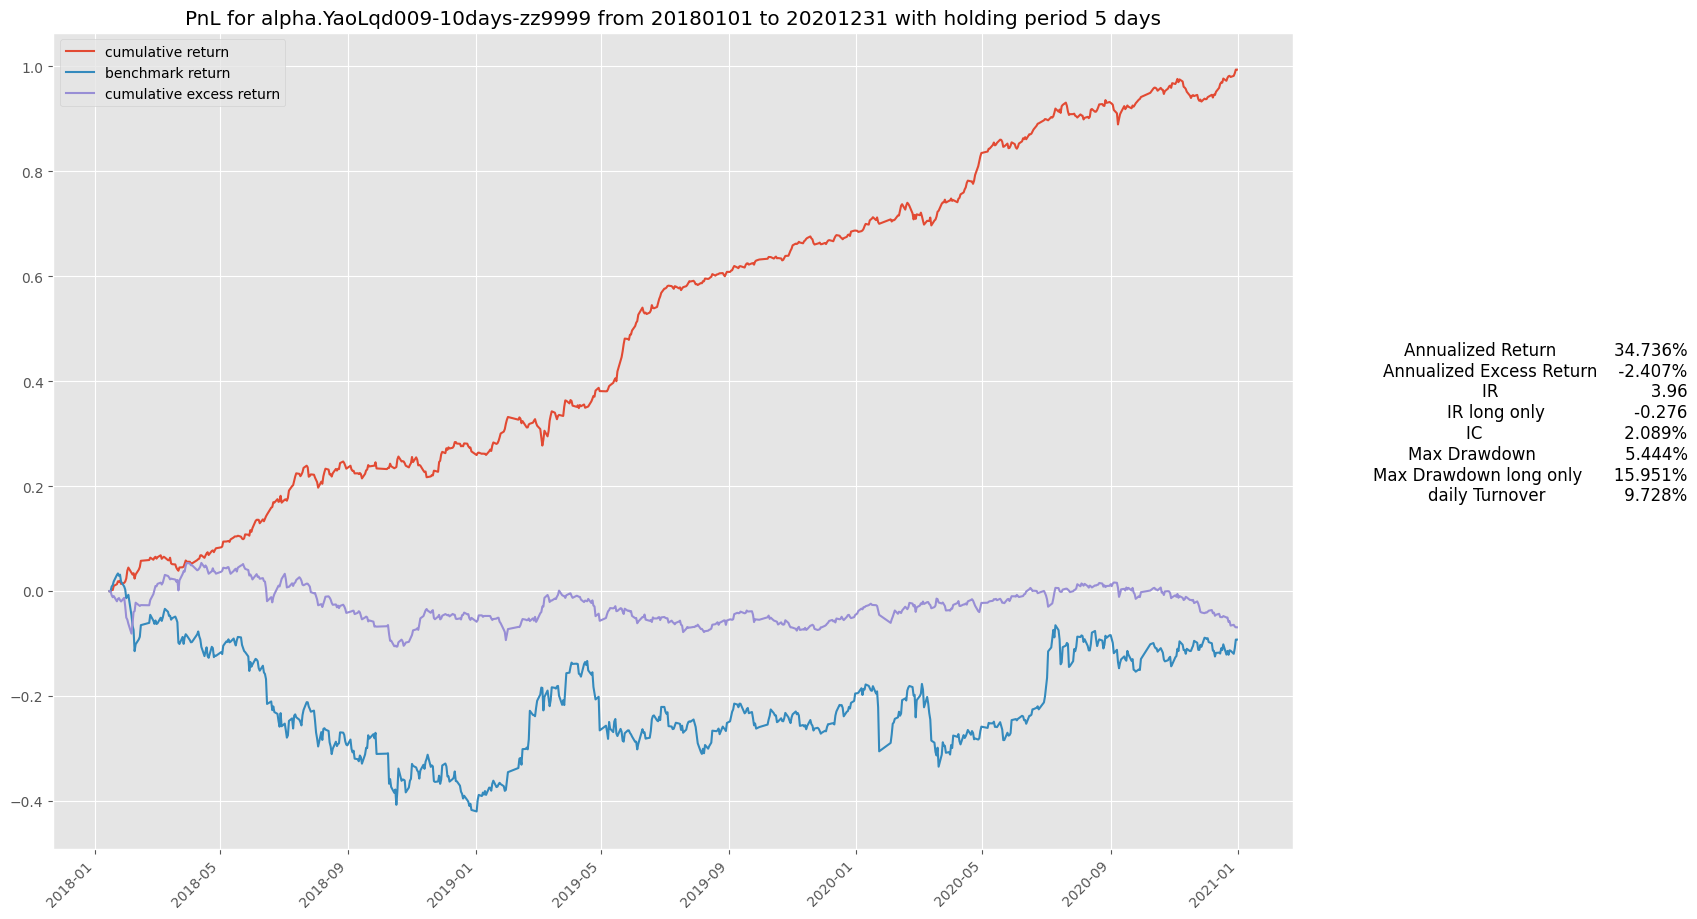 PnL for alpha.YaoLqd009-10days-zz9999 from 20180101 to 20201231 with holding period 5 days
cumulative return
benchmark return
cumulative excess return
1.0
0.8
0.6
0.4
0.2
0.0
−0.2
−0.4
2018-01
2018-05
2018-09
2019-01
2019-05
2019-09
2020-01
2020-05
2020-09
2021-01
Annualized Return 34.736%
Annualized Excess Return -2.407%
IR 3.96
IR long only -0.276
IC 2.089%
Max Drawdown 5.444%
Max Drawdown long only 15.951%
daily Turnover 9.728%